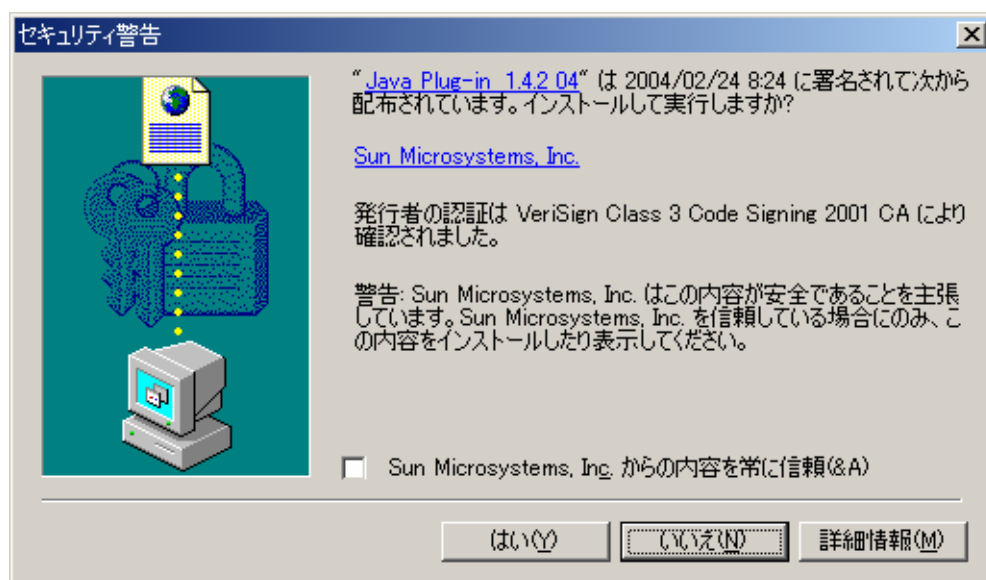 セキュリティ警告
"Java Plug-in 1.4.2 04" は 2004/02/24 8:24 に署名されて次から
配布されています。インストールして実行しますか?
Sun Microsystems, Inc.
発行者の認証は VeriSign Class 3 Code Signing 2001 CA により
確認されました。
警告: Sun Microsystems, Inc. はこの内容が安全であることを主張
しています。Sun Microsystems, Inc. を信頼している場合にのみ、こ
の内容をインストールしたり表示してください。
Sun Microsystems, Inc. からの内容を常に信頼(&A)
はい(Y) いいえ(N) 詳細情報(M)